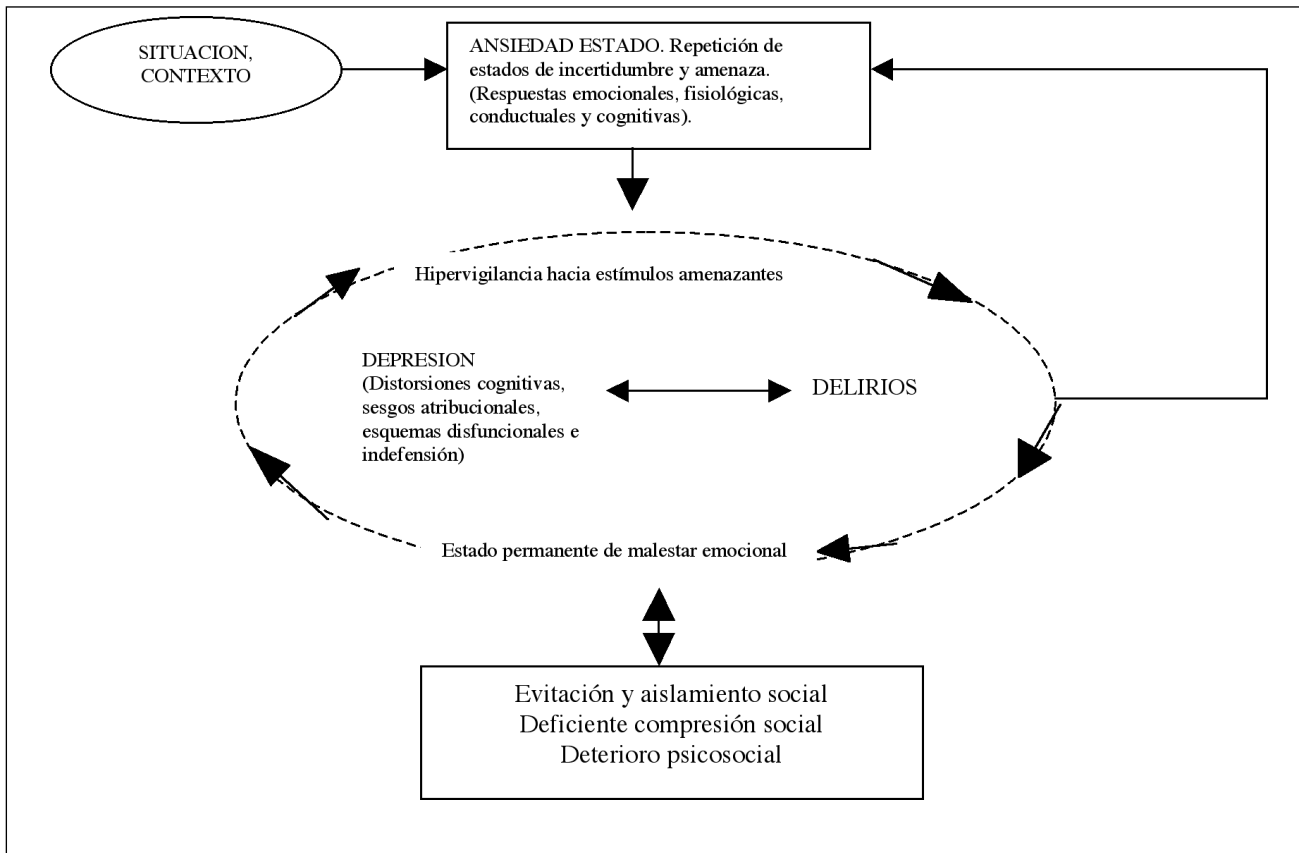 SITUACION,
CONTEXTO
ANSIEDAD ESTADO. Repetición de
estados de incertidumbre y amenaza.
(Respuestas emocionales, fisiológicas,
conductuales y cognitivas).
Hipervigilancia hacia estímulos amenazantes
DEPRESION
(Distorsiones cognitivas,
sesgos atribucionales,
esquemas disfuncionales e
indefensión)
DELIRIOS
Estado permanente de malestar emocional
Evitación y aislamiento social
Deficiente compresión social
Deterioro psicosocial